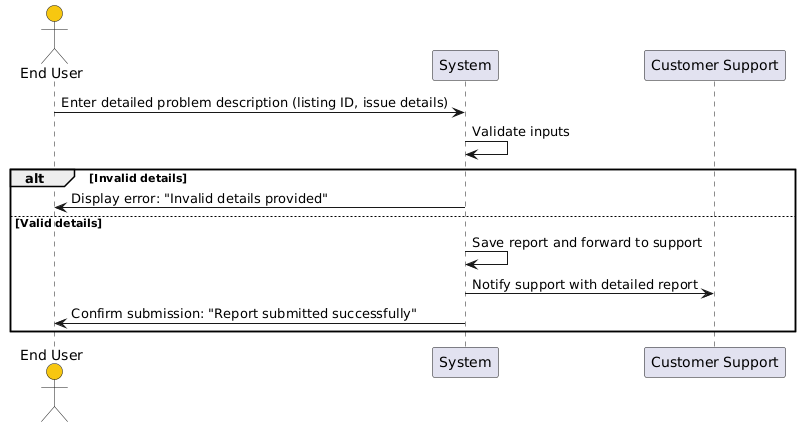 End User
System
Customer Support
Enter detailed problem description (listing ID, issue details)
Validate inputs
alt
[Invalid details]
Display error: "Invalid details provided"
[Valid details]
Save report and forward to support
Notify support with detailed report
Confirm submission: "Report submitted successfully"
End User
System
Customer Support